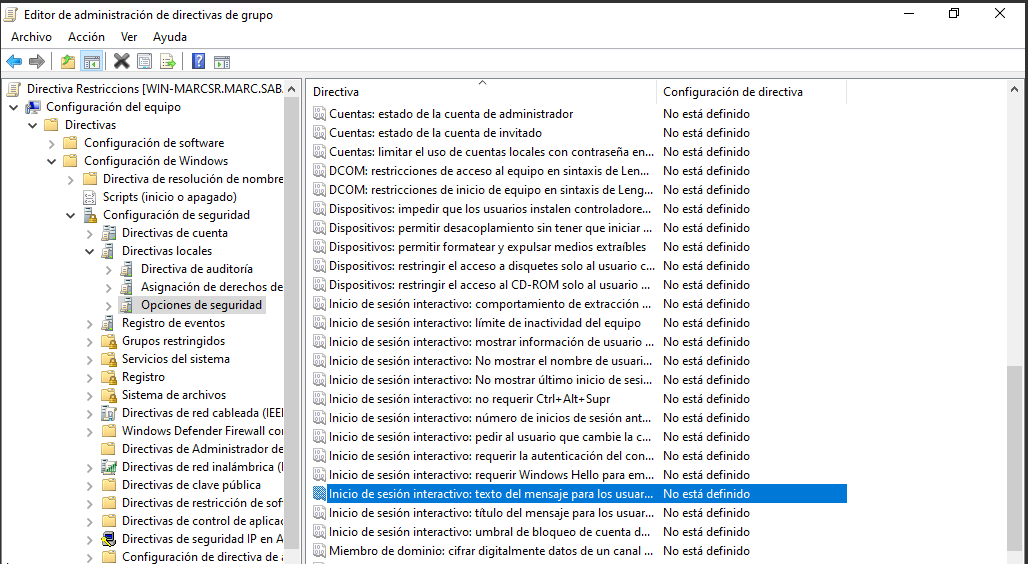 Editor de administración de directivas de grupo
Archivo Acción Ver Ayuda
Directiva Restriccions [WIN-MARCSR.MARC.SAB
Configuración del equipo
Directivas
Configuración de software
Configuración de Windows
Directiva de resolución de nombre
Scripts (inicio o apagado)
Configuración de seguridad
Directivas de cuenta
Directivas locales
Directiva de auditoría
Asignación de derechos de
Opciones de seguridad
Registro de eventos
Grupos restringidos
Servicios del sistema
Registro
Sistema de archivos
Directivas de red cableada (IEEE
Windows Defender Firewall con
Directivas de Administrador de
Directivas de red inalámbrica (I
Directivas de clave pública
Directivas de restricción de soft
Directivas de control de aplicac
Directivas de seguridad IP en A
Configuración de directiva de a
Directiva Configuración de directiva
Cuentas: estado de la cuenta de administrador No está definido
Cuentas: estado de la cuenta de invitado No está definido
Cuentas: limitar el uso de cuentas locales con contraseña en... No está definido
DCOM: restricciones de acceso al equipo en sintaxis de Len... No está definido
DCOM: restricciones de inicio de equipo en sintaxis de Leng... No está definido
Dispositivos: impedir que los usuarios instalen controladore... No está definido
Dispositivos: permitir desacoplamiento sin tener que iniciar ... No está definido
Dispositivos: permitir formatear y expulsar medios extraíbles No está definido
Dispositivos: restringir el acceso a disquetes solo al usuario c... No está definido
Dispositivos: restringir el acceso al CD-ROM solo al usuario ... No está definido
Inicio de sesión interactivo: comportamiento de extracción ... No está definido
Inicio de sesión interactivo: límite de inactividad del equipo No está definido
Inicio de sesión interactivo: mostrar información de usuario ... No está definido
Inicio de sesión interactivo: No mostrar el nombre de usuari... No está definido
Inicio de sesión interactivo: No mostrar último inicio de sesi... No está definido
Inicio de sesión interactivo: no requerir Ctrl+Alt+Supr No está definido
Inicio de sesión interactivo: número de inicios de sesión ant... No está definido
Inicio de sesión interactivo: pedir al usuario que cambie la c... No está definido
Inicio de sesión interactivo: requerir la autenticación del con... No está definido
Inicio de sesión interactivo: requerir Windows Hello para em... No está definido
Inicio de sesión interactivo: texto del mensaje para los usuar... No está definido
Inicio de sesión interactivo: título del mensaje para los usuar... No está definido
Inicio de sesión interactivo: umbral de bloqueo de cuenta d... No está definido
Miembro de dominio: cifrar digitalmente datos de un canal ... No está definido